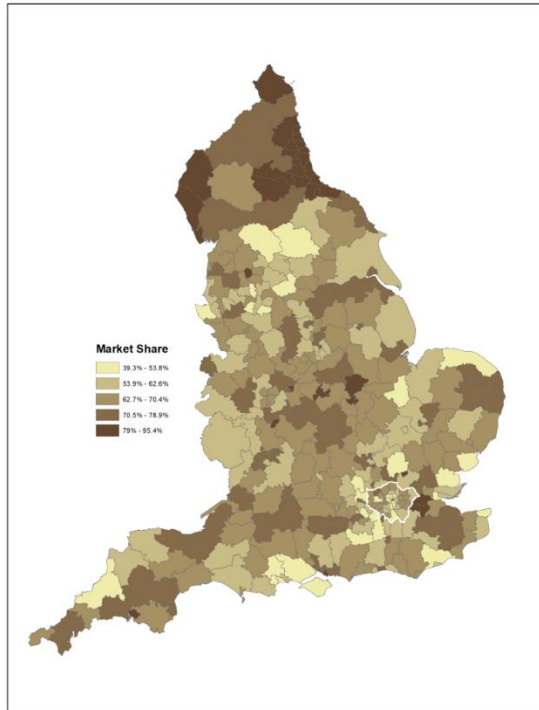 Market Share
39.3% - 53.8%
53.9% - 62.6%
62.7% - 70.4%
70.5% - 78.9%
79% - 95.4%